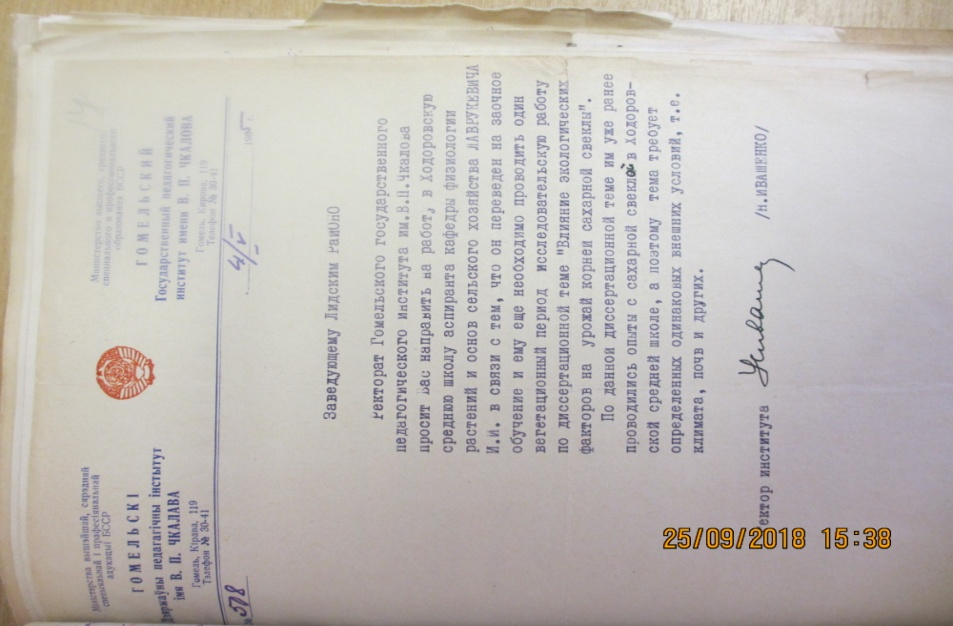 Міністэрства вышэйшай, сярэдняй
спецыяльнай і прафесіянальнай
адукацыі БССР
ГОМЕЛЬСКІ
Дзяржаўны педагагічны інстытут
імя В. П. ЧКАЛАВА
Гомель, Кірава, 119
Тэлефон № 30-41
№ 578
Министерство высшего, среднего
специального и профессионального
образования БССР
ГОМЕЛЬСКИЙ
Государственный педагогический
институт имени В. П. ЧКАЛОВА
Гомель, Кирова, 119
Телефон № 30-41
4/V
Заведующему Лидским РайОНО
Ректорат Гомельского государственного
педагогического института им.В.П.Чкалова
просит Вас направить на работу в Ходоровскую
среднюю школу аспиранта кафедры физиологии
растений и основ сельского хозяйства ЛАВРУКЕВИЧА
И.И. в связи с тем, что он переведен на заочное
обучение и ему еще необходимо проводить один
вегетационный период исследовательскую работу
по диссертационной теме "Влияние экологических
факторов на урожай корней сахарной свеклы".
По данной диссертационной теме им уже ранее
проводились опыты с сахарной свеклой в Ходоров-
ской средней школе, а поэтому тема требует
определенных одинаковых внешних условий, т.е.
климата, почв и других.
Ректор института /Н.ИВАШЕНКО/
25/09/2018 15:38